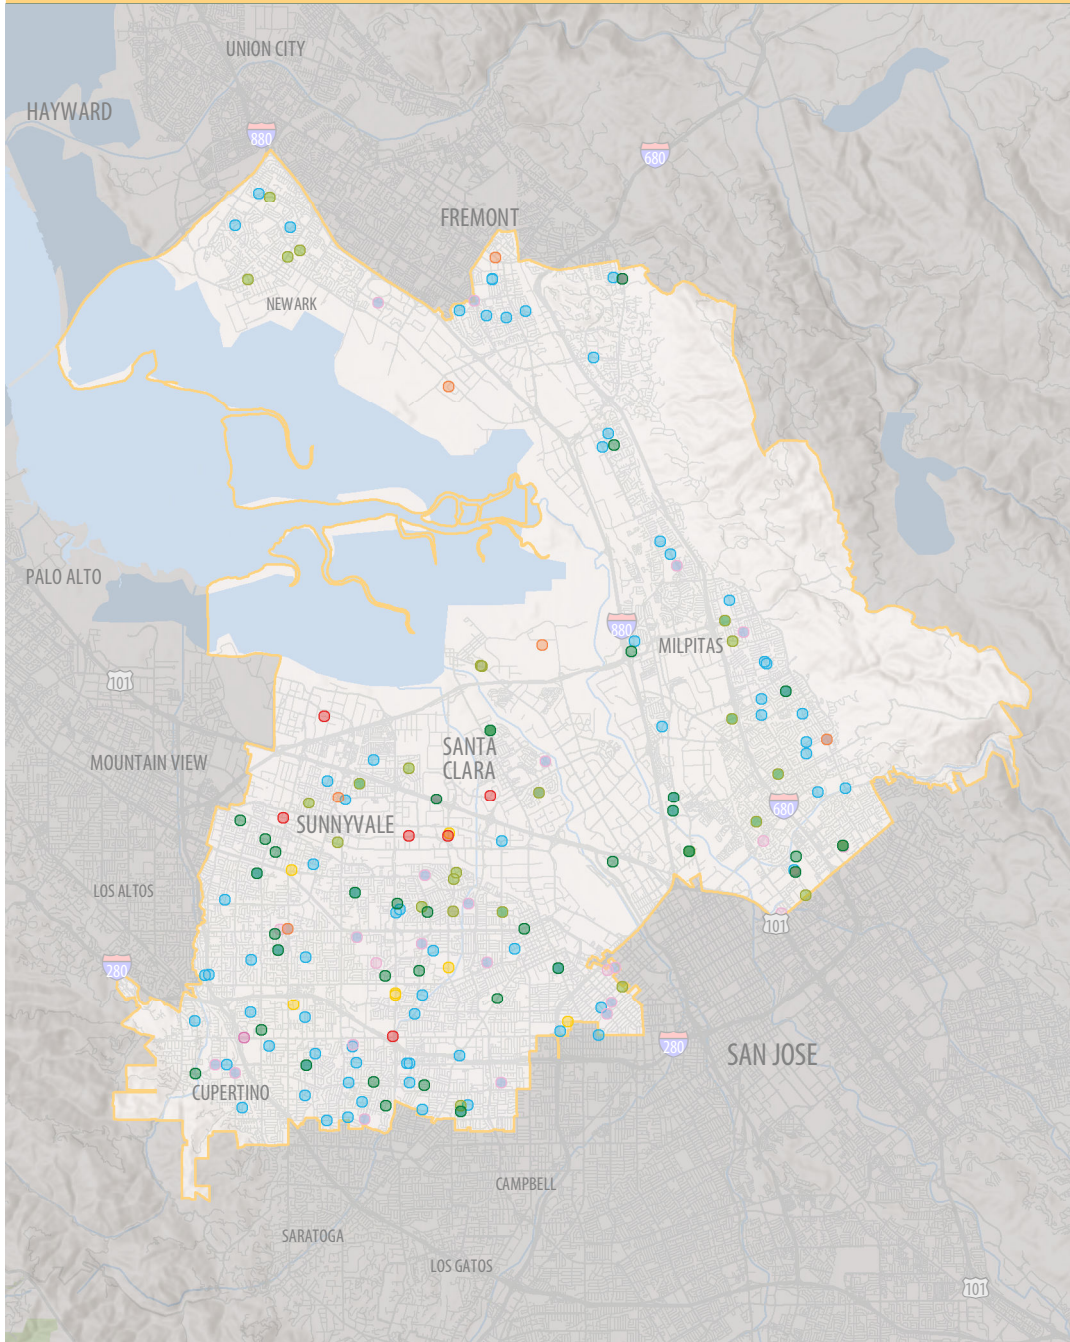 UNION CITY
HAYWARD
880
680
FREMONT
NEWARK
PALO ALTO
880
MILPITAS
101
SANTA
CLARA
MOUNTAIN VIEW
680
SUNNYVALE
LOS ALTOS
101
280
280
SAN JOSE
CUPERTINO
CAMPBELL
SARATOGA
LOS GATOS
101